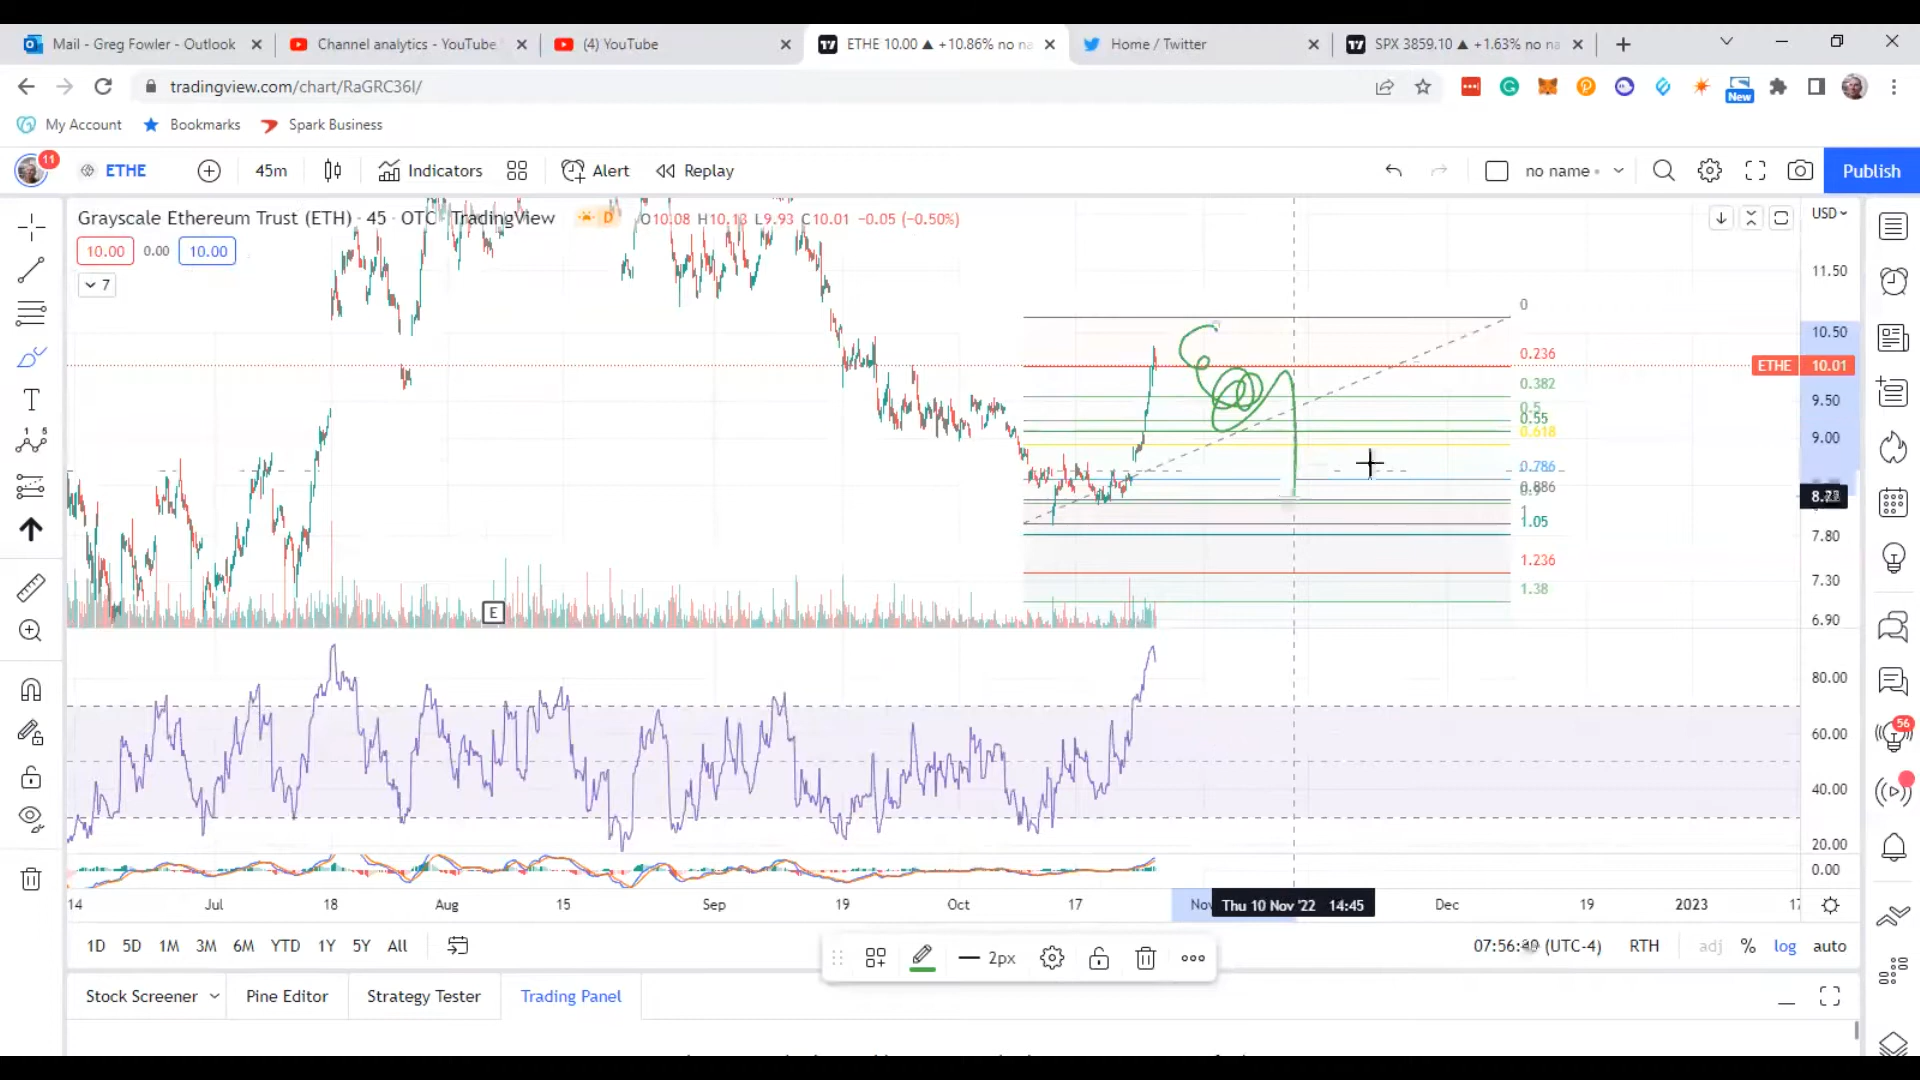 Mail - Greg Fowler - Outlook
Channel analytics - YouTube
(4) YouTube
ETHE 10.00 ▲ +10.86% no na
Home / Twitter
SPX 3859.10 ▲ +1.63% no na
tradingview.com/chart/RaGRC36I/
New
My Account
Bookmarks
Spark Business
11
ETHE
45m
Indicators
Alert
Replay
no name
Publish
Grayscale Ethereum Trust (ETH) · 45 · OTC · TradingView
D
O10.08 H10.13 L9.93 C10.01 −0.05 (−0.50%)
USD
10.00
0.00
10.00
7
11.50
10.50
ETHE 10.01
9.50
9.00
7.80
7.30
6.90
0
0.236
0.382
0.5
0.55
0.618
0.786
0.886
1
1.05
1.236
1.38
E
80.00
60.00
40.00
20.00
0.00
56
14
Jul
18
Aug
15
Sep
19
Oct
17
Nov
Thu 10 Nov '22 14:45
Dec
19
2023
1D
5D
1M
3M
6M
YTD
1Y
5Y
All
2px
(UTC-4)
RTH
adj
%
log
auto
Stock Screener
Pine Editor
Strategy Tester
Trading Panel